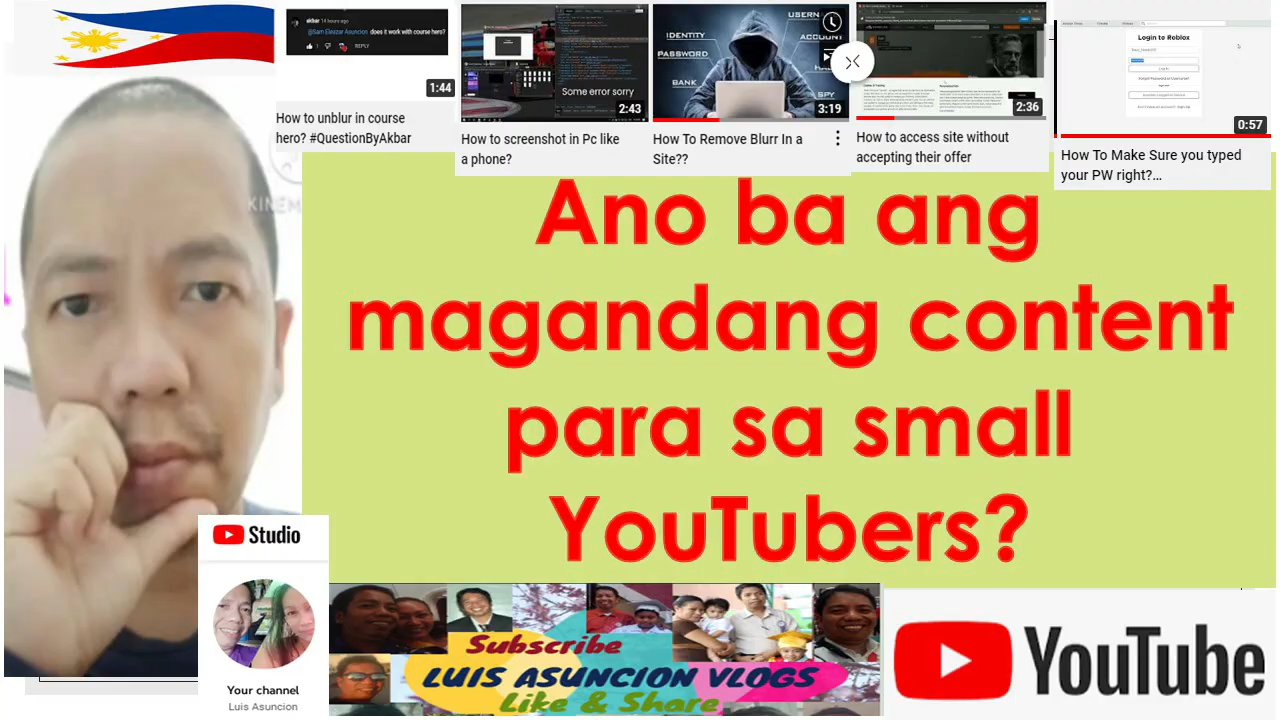 akbar 14 hours ago
@Sam Eleazar Asuncion does it work with course hero?
1 REPLY
1:44
How to unblur in course
hero? #QuestionByAkbar
Some error sorry
2:43
How to screenshot in Pc like
a phone?
IDENTITY
USERN
PASSWORD
ACCOUNT
BANK
3:19
How To Remove Blurr In a
Site??
2:36
How to access site without
accepting their offer
Login to Roblox
0:57
How To Make Sure you typed
your PW right?...
KINEM
Ano ba ang
magandang content
para sa small
YouTubers?
Studio
Your channel
Luis Asuncion
Subscribe
LUIS ASUNCION VLOGS
Like & Share
YouTube